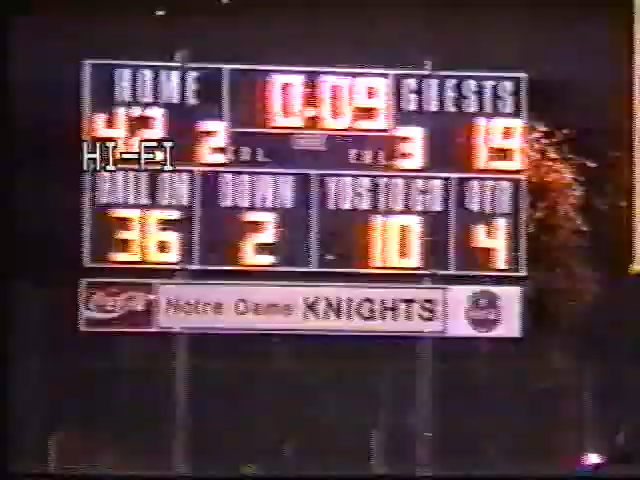 HOME 0:09 GUESTS
42 2 T.O.L. T.O.L. 3 19
HI-FI
BALL ON DOWN YDS TO GO QTR
36 2 10 4
Notre Dame KNIGHTS